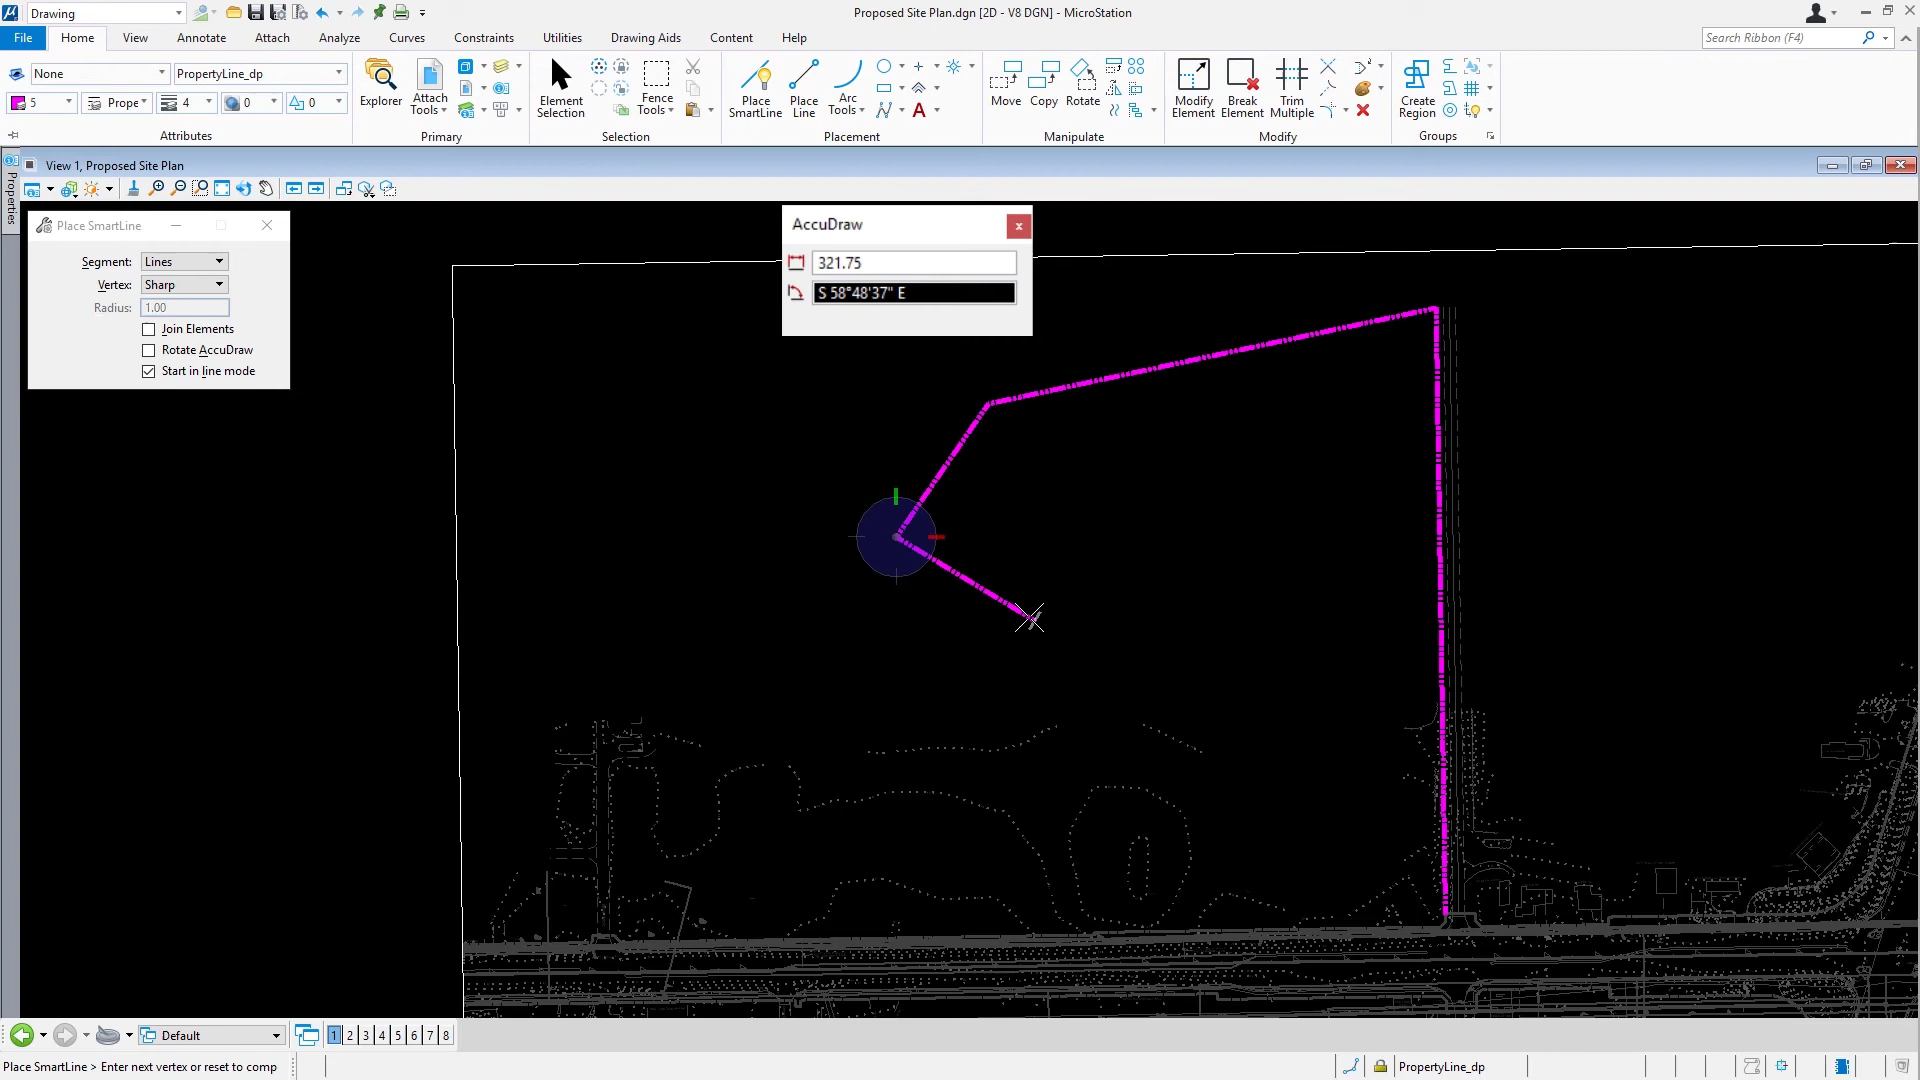 Drawing
Proposed Site Plan.dgn [2D - V8 DGN] - MicroStation
File Home View Annotate Attach Analyze Curves Constraints Utilities Drawing Aids Content Help
Search Ribbon (F4)
None PropertyLine_dp
5 Prope 4 0 0
Attributes
Explorer
Attach Tools
Primary
Element Selection
Fence Tools
Selection
Place SmartLine
Place Line
Arc Tools
A
Placement
Move Copy Rotate
Manipulate
Modify Element
Break Element
Trim Multiple
Modify
Create Region
Groups
View 1, Proposed Site Plan
Properties
Place SmartLine
Segment: Lines
Vertex: Sharp
Radius: 1.00
Join Elements
Rotate AccuDraw
Start in line mode
AccuDraw
321.75
S 58°48'37" E
Default
1 2 3 4 5 6 7 8
Place SmartLine > Enter next vertex or reset to comp
PropertyLine_dp